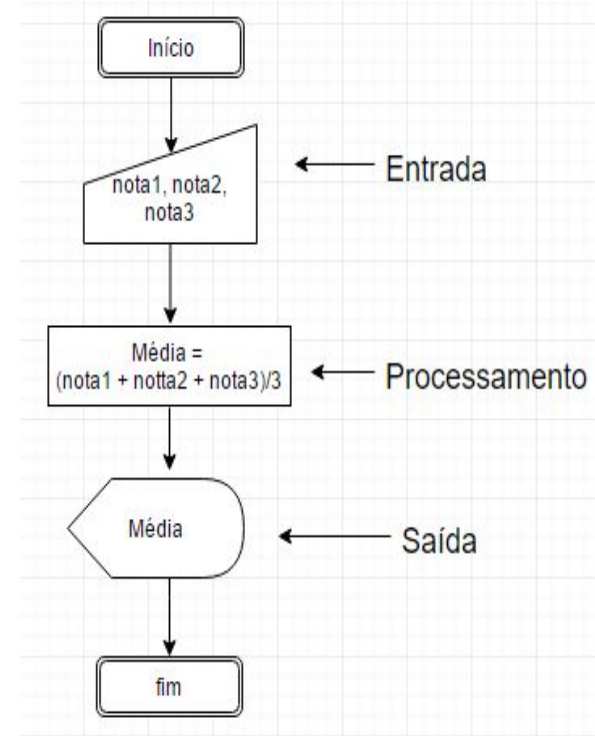 Início
nota1, nota2,
nota3
Entrada
Média =
(nota1 + notta2 + nota3)/3
Processamento
Média
Saída
fim